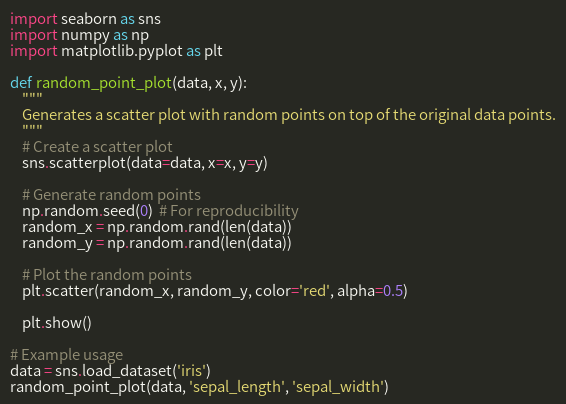 import seaborn as sns
import numpy as np
import matplotlib.pyplot as plt

def random_point_plot(data, x, y):
    """
    Generates a scatter plot with random points on top of the original data points.
    """
    # Create a scatter plot
    sns.scatterplot(data=data, x=x, y=y)

    # Generate random points
    np.random.seed(0)  # For reproducibility
    random_x = np.random.rand(len(data))
    random_y = np.random.rand(len(data))

    # Plot the random points
    plt.scatter(random_x, random_y, color='red', alpha=0.5)

    plt.show()

# Example usage
data = sns.load_dataset('iris')
random_point_plot(data, 'sepal_length', 'sepal_width')